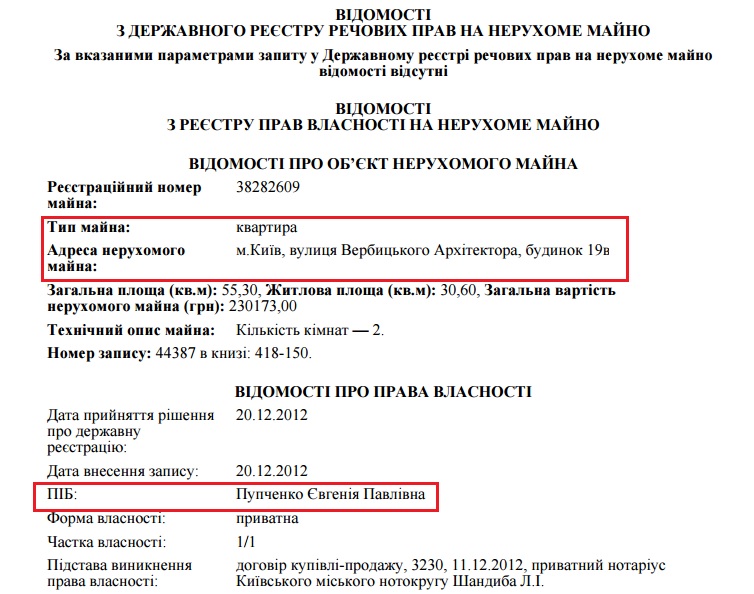 ВІДОМОСТІ
З ДЕРЖАВНОГО РЕЄСТРУ РЕЧОВИХ ПРАВ НА НЕРУХОМЕ МАЙНО
За вказаними параметрами запиту у Державному реєстрі речових прав на нерухоме майно
відомості відсутні
ВІДОМОСТІ
З РЕЄСТРУ ПРАВ ВЛАСНОСТІ НА НЕРУХОМЕ МАЙНО
ВІДОМОСТІ ПРО ОБ’ЄКТ НЕРУХОМОГО МАЙНА
Реєстраційний номер 38282609
майна:
Тип майна: квартира
Адреса нерухомого м.Київ, вулиця Вербицького Архітектора, будинок 19в
майна:
Загальна площа (кв.м): 55,30, Житлова площа (кв.м): 30,60, Загальна вартість
нерухомого майна (грн): 230173,00
Технічний опис майна: Кількість кімнат — 2.
Номер запису: 44387 в книзі: 418-150.
ВІДОМОСТІ ПРО ПРАВА ВЛАСНОСТІ
Дата прийняття рішення 20.12.2012
про державну
реєстрацію:
Дата внесення запису: 20.12.2012
ПІБ: Пупченко Євгенія Павлівна
Форма власності: приватна
Частка власності: 1/1
Підстава виникнення договір купівлі-продажу, 3230, 11.12.2012, приватний нотаріус
права власності: Київського міського нотокругу Шандиба Л.І.